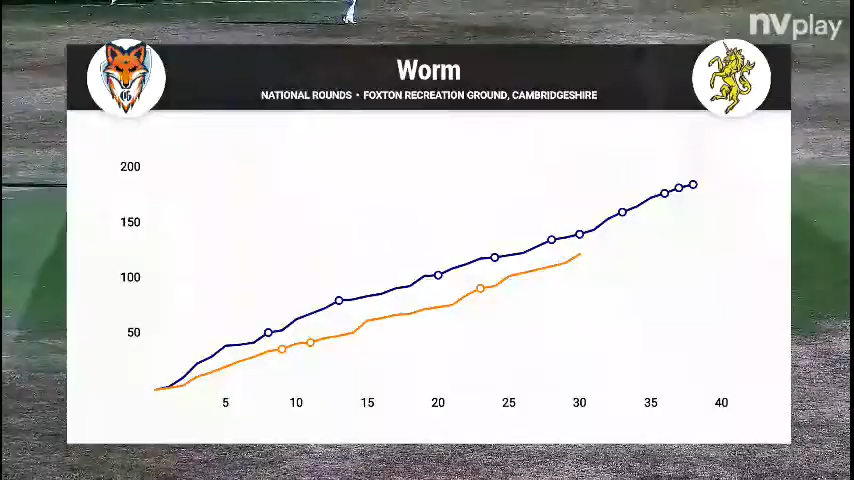 nvplay
Worm
NATIONAL ROUNDS • FOXTON RECREATION GROUND, CAMBRIDGESHIRE
200
150
100
50
5 10 15 20 25 30 35 40